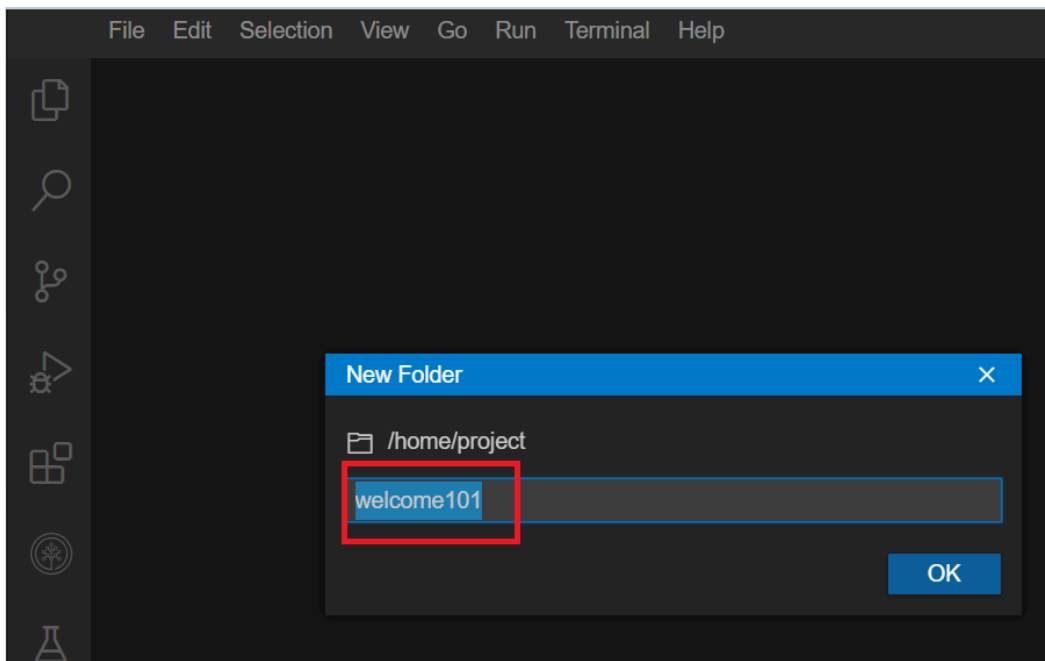 File Edit Selection View Go Run Terminal Help
New Folder
/home/project
welcome101
OK